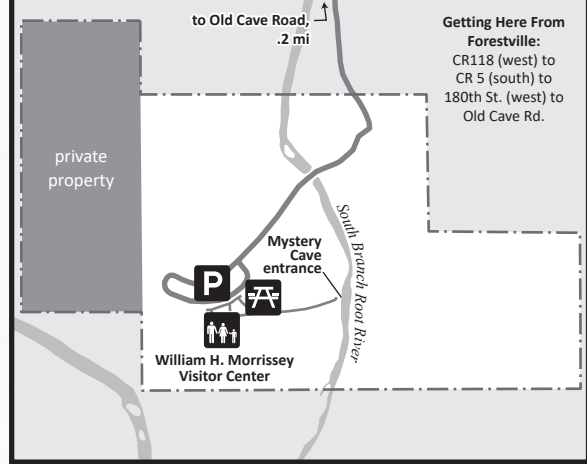 to Old Cave Road,
.2 mi
Getting Here From
Forestville:
CR118 (west) to
CR 5 (south) to
180th St. (west) to
Old Cave Rd.
private
property
South Branch Root River
Mystery
Cave
entrance
P
William H. Morrissey
Visitor Center